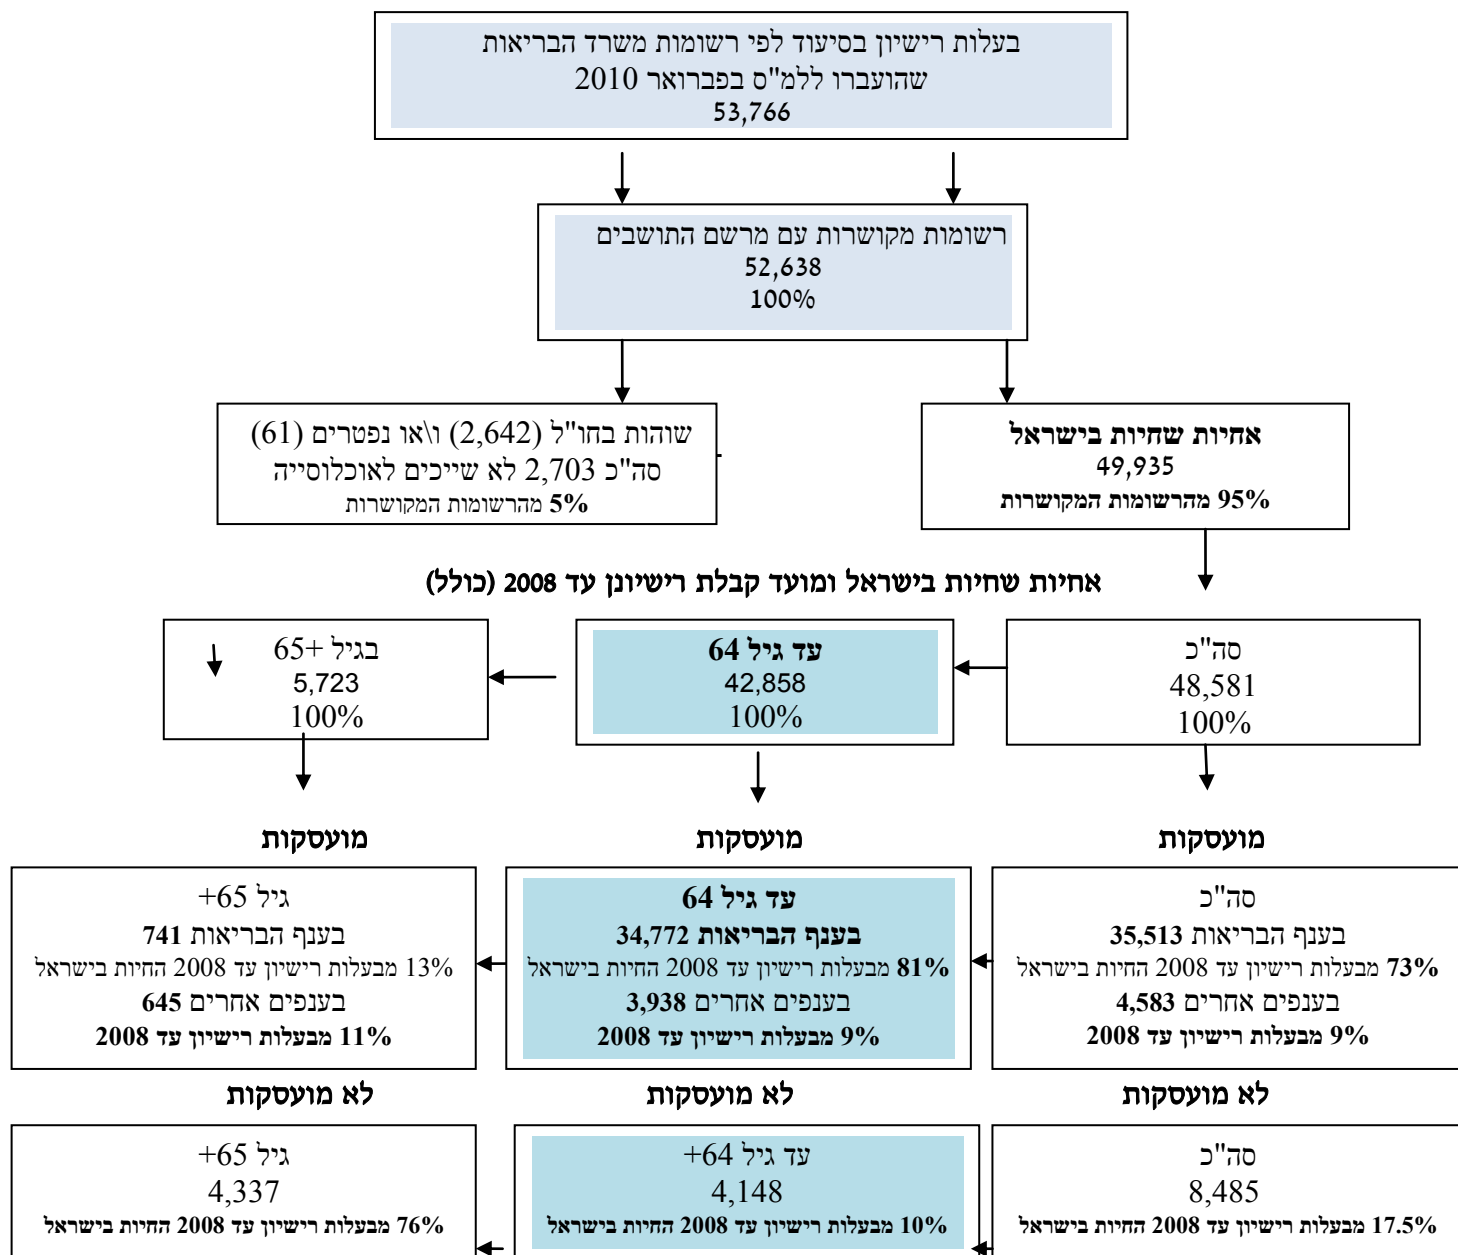 בעלות רישיון בסיעוד לפי רשומות משרד הבריאות
שהועברו ללמ"ס בפברואר 2010
53,766
רשומות מקושרות עם מרשם התושבים
52,638
100%
אחיות שחיות בישראל
49,935
95% מהרשומות המקושרות
שוהות בחו"ל (2,642) ו\או נפטרים (61)
סה"כ 2,703 לא שייכים לאוכלוסייה
5% מהרשומות המקושרות
אחיות שחיות בישראל ומועד קבלת רישיונן עד 2008 (כולל)
סה"כ
48,581
100%
עד גיל 64
42,858
100%
בגיל 65+
5,723
100%
מועסקות
מועסקות
מועסקות
סה"כ
בענף הבריאות 35,513
73% מבעלות רישיון עד 2008 החיות בישראל
בענפים אחרים 4,583
9% מבעלות רישיון עד 2008
עד גיל 64
בענף הבריאות 34,772
81% מבעלות רישיון עד 2008 החיות בישראל
בענפים אחרים 3,938
9% מבעלות רישיון עד 2008
גיל 65+
בענף הבריאות 741
13% מבעלות רישיון עד 2008 החיות בישראל
בענפים אחרים 645
11% מבעלות רישיון עד 2008
לא מועסקות
לא מועסקות
לא מועסקות
סה"כ
8,485
17.5% מבעלות רישיון עד 2008 החיות בישראל
עד גיל 64+
4,148
10% מבעלות רישיון עד 2008 החיות בישראל
גיל 65+
4,337
76% מבעלות רישיון עד 2008 החיות בישראל